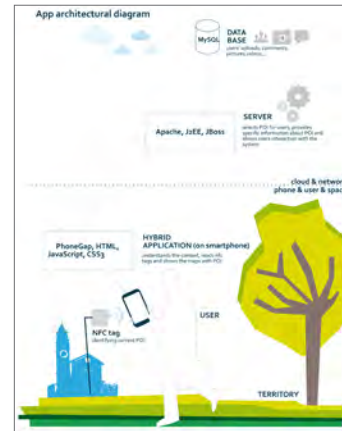 App architectural diagram
MySQL
DATA
BASE
users' uploads, comments,
pictures, videos...
Apache, J2EE, JBoss
SERVER
selects POI for users, provides
specific information about POI and
allows users interaction with the
system
cloud & network
phone & user & space
PhoneGap, HTML,
JavaScript, CSS3
HYBRID
APPLICATION (on smartphone)
understands the context, reads nfc
tags and shows the maps with POI
USER
NFC tag
identifying current POI
TERRITORY